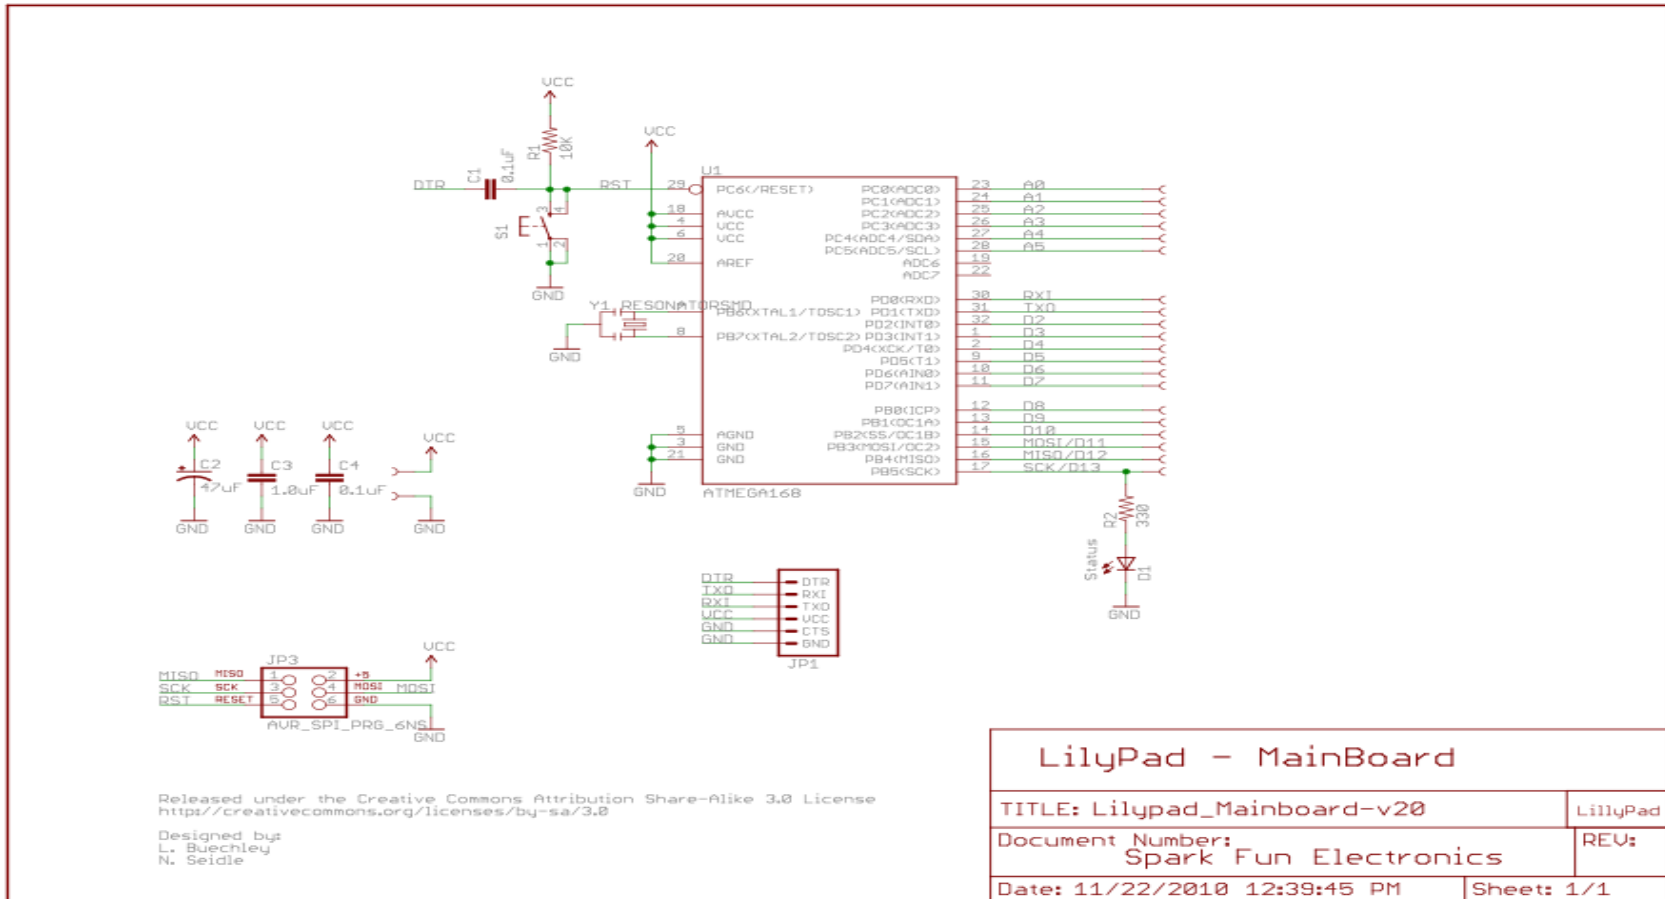 VCC
R1
10K
VCC
C1
0.1uF
DTR
RST
S1
3
4
1
2
GND
U1
29 PC6(/RESET)
18 AVCC
4 VCC
6 VCC
20 AREF
Y1 RESONATORSMD
PB6(XTAL1/TOSC1)
8 PB7(XTAL2/TOSC2)
GND
5 AGND
3 GND
21 GND
GND
ATMEGA168
PC0(ADC0) 23 A0
PC1(ADC1) 24 A1
PC2(ADC2) 25 A2
PC3(ADC3) 26 A3
PC4(ADC4/SDA) 27 A4
PC5(ADC5/SCL) 28 A5
ADC6 19
ADC7 22
PD0(RXD) 30 RXI
PD1(TXD) 31 TXO
PD2(INT0) 32 D2
PD3(INT1) 1 D3
PD4(XCK/T0) 2 D4
PD5(T1) 9 D5
PD6(AIN0) 10 D6
PD7(AIN1) 11 D7
PB0(ICP) 12 D8
PB1(OC1A) 13 D9
PB2(SS/OC1B) 14 D10
PB3(MOSI/OC2) 15 MOSI/D11
PB4(MISO) 16 MISO/D12
PB5(SCK) 17 SCK/D13
R2
330
Status
D1
GND
VCC VCC VCC VCC
C2 C3 C4
47uF 1.0uF 0.1uF
GND GND GND GND
DTR DTR
TXO RXI
RXI TXO
VCC VCC
GND CTS
GND GND
JP1
VCC
JP3
MISO MISO 1 2 +5
SCK SCK 3 4 MOSI MOSI
RST RESET 5 6 GND
AVR_SPI_PRG_6NS
GND
Released under the Creative Commons Attribution Share-Alike 3.0 License
http://creativecommons.org/licenses/by-sa/3.0
Designed by:
L. Buechley
N. Seidle
LilyPad - MainBoard
TITLE: Lilypad_Mainboard-v20
LillyPad
Document Number:
Spark Fun Electronics
REV:
Date: 11/22/2010 12:39:45 PM
Sheet: 1/1